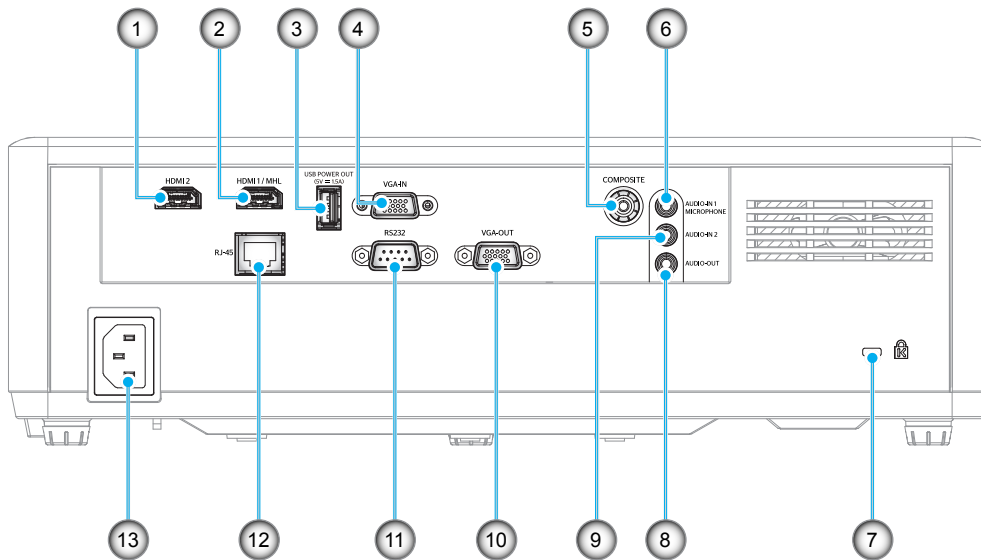 1
2
3
4
5
6
HDMI 2
HDMI 1 / MHL
USB POWER OUT
(5V ⎓ 1.5A)
VGA-IN
COMPOSITE
AUDIO-IN 1
MICROPHONE
AUDIO-IN 2
AUDIO-OUT
RJ-45
RS232
VGA-OUT
K
13
12
11
10
9
8
7